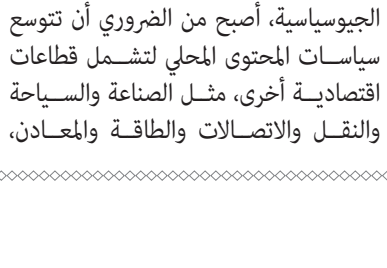 الجيوسياسية، أصبح من الضروري أن تتوسع
سياسات المحتوى المحلي لتشمل قطاعات
اقتصادية أخرى، مثل الصناعة والسياحة
والنقل والاتصالات والطاقة والمعادن،